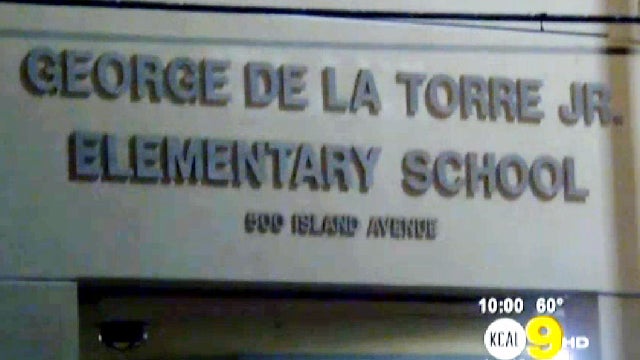 GEORGE DE LA TORRE JR.
ELEMENTARY SCHOOL
500 ISLAND AVENUE
10:00 60°
KCAL 9 HD